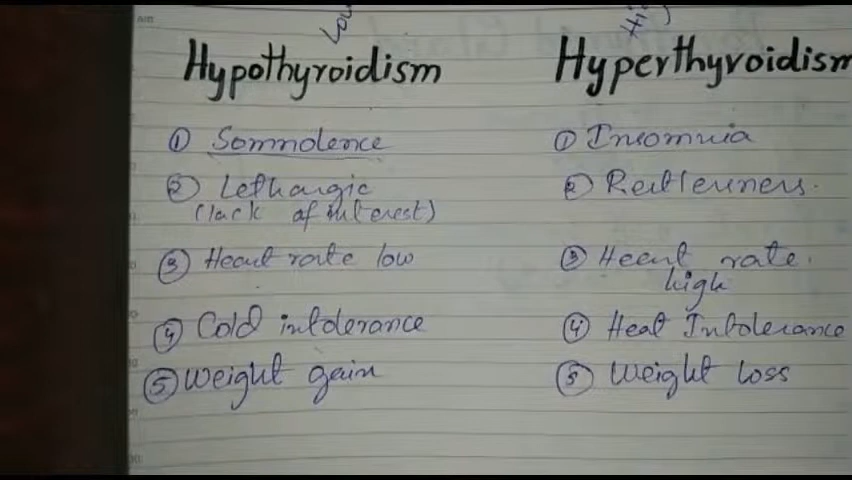 Low
Hypothyroidism
① Somnolence
② Lethargic
(lack of interest)
③ Heart rate low
④ Cold intolerance
⑤ Weight gain
Hyperthyroidism
① Insomnia
② Restlessness.
③ Heart rate.
high
④ Heat Intolerance
⑤ Weight loss